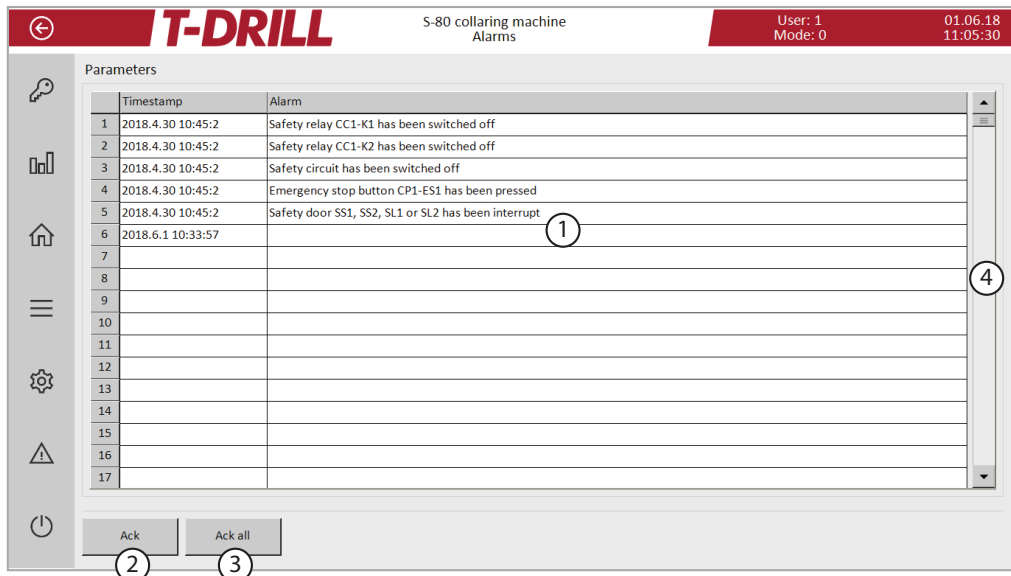 T-DRILL
S-80 collaring machine
Alarms
User: 1
Mode: 0
01.06.18
11:05:30
Parameters
Timestamp Alarm
1 2018.4.30 10:45:2 Safety relay CC1-K1 has been switched off
2 2018.4.30 10:45:2 Safety relay CC1-K2 has been switched off
3 2018.4.30 10:45:2 Safety circuit has been switched off
4 2018.4.30 10:45:2 Emergency stop button CP1-ES1 has been pressed
5 2018.4.30 10:45:2 Safety door SS1, SS2, SL1 or SL2 has been interrupt
1
6 2018.6.1 10:33:57
7
8
4
9
10
11
12
13
14
15
16
17
Ack Ack all
2 3